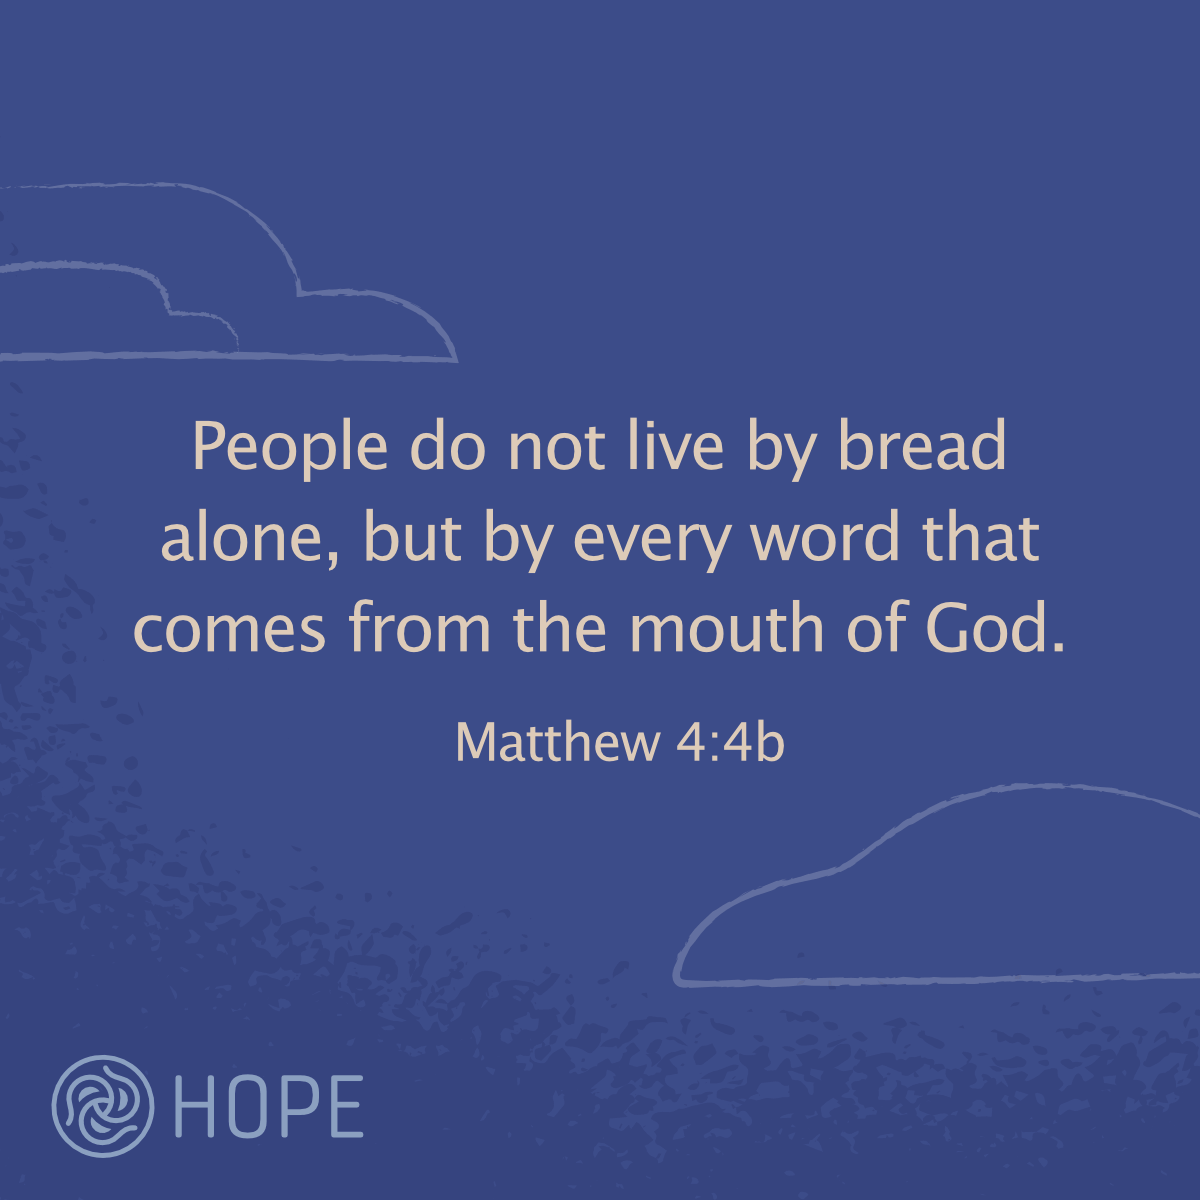 People do not live by bread
alone, but by every word that
comes from the mouth of God.
Matthew 4:4b
HOPE